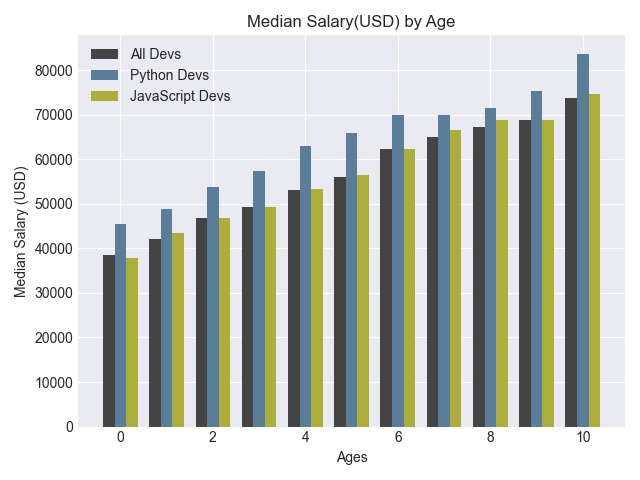 Median Salary(USD) by Age
All Devs
Python Devs
JavaScript Devs
80000
70000
60000
50000
40000
30000
20000
10000
0
Median Salary (USD)
0 2 4 6 8 10
Ages